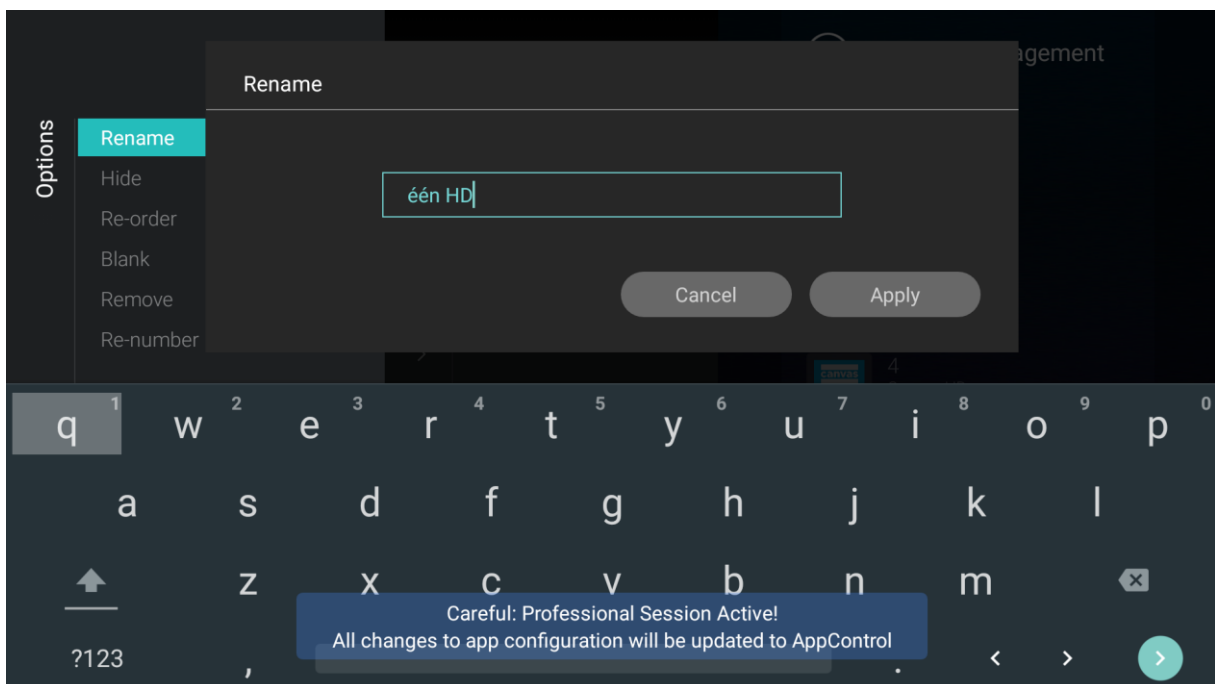 agement
Rename
Options
Rename
Hide
Re-order
Blank
Remove
Re-number
één HD
Cancel
Apply
canvas
4
q 1 w 2 e 3 r 4 t 5 y 6 u 7 i 8 o 9 p 0
a s d f g h j k l
z x c v b n m
Careful: Professional Session Active!
All changes to app configuration will be updated to AppControl
?123 , .